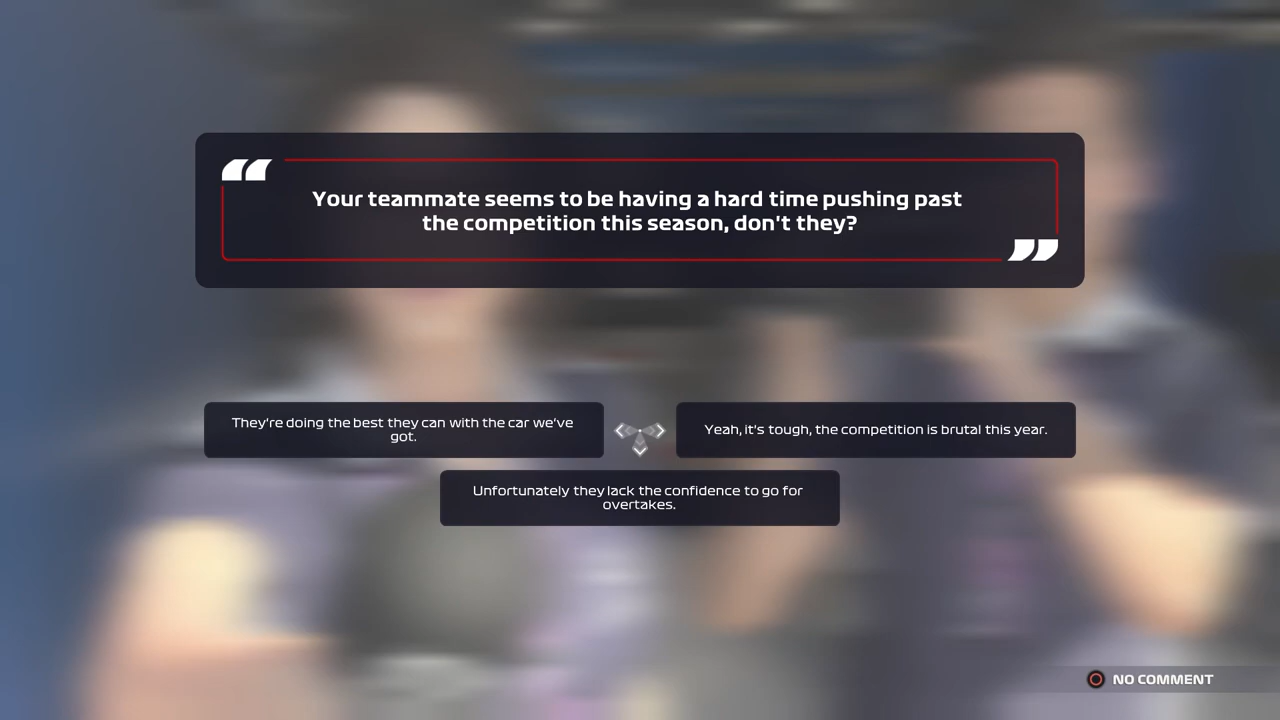 Your teammate seems to be having a hard time pushing past
the competition this season, don't they?
They're doing the best they can with the car we've
got.
Yeah, it's tough, the competition is brutal this year.
Unfortunately they lack the confidence to go for
overtakes.
NO COMMENT